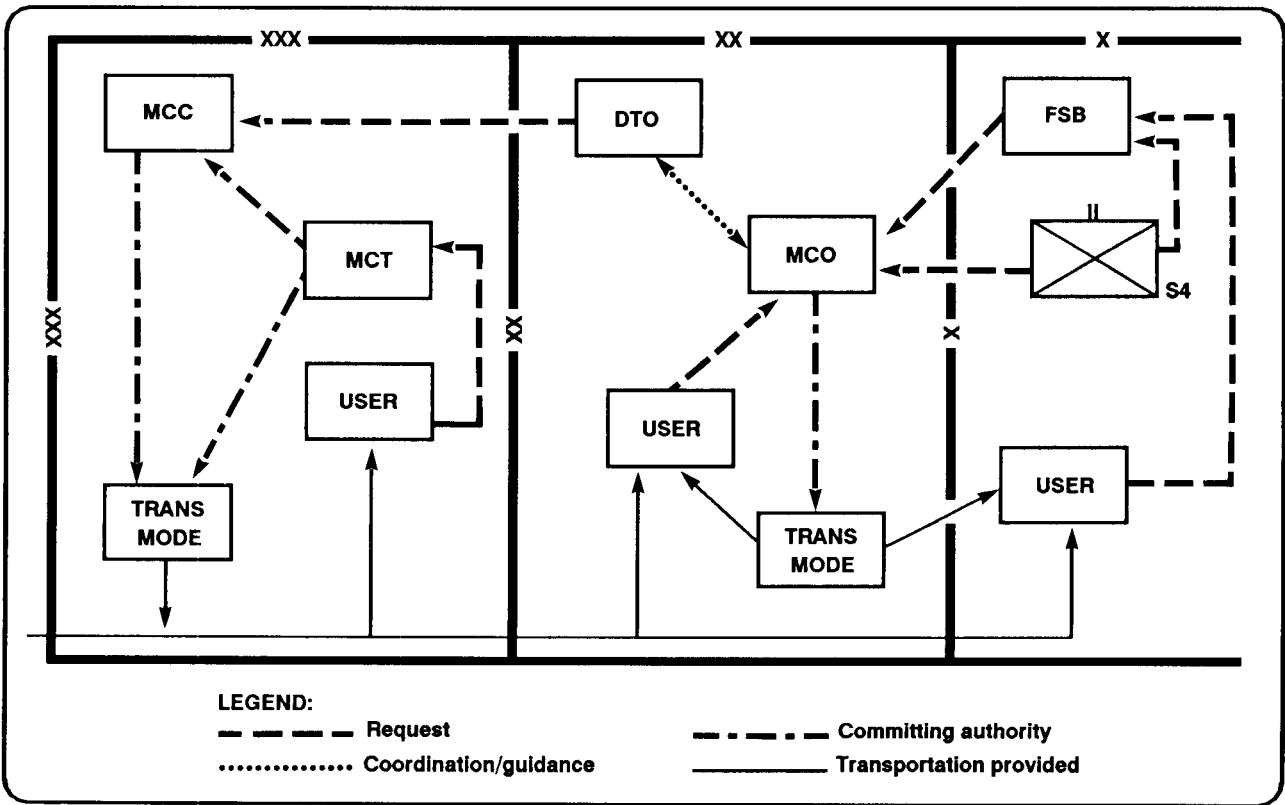 XXX
XX
X
MCC
DTO
FSB
MCT
MCO
II
S4
XXX
XX
X
USER
USER
USER
TRANS
MODE
TRANS
MODE
LEGEND:
Request
Committing authority
Coordination/guidance
Transportation provided